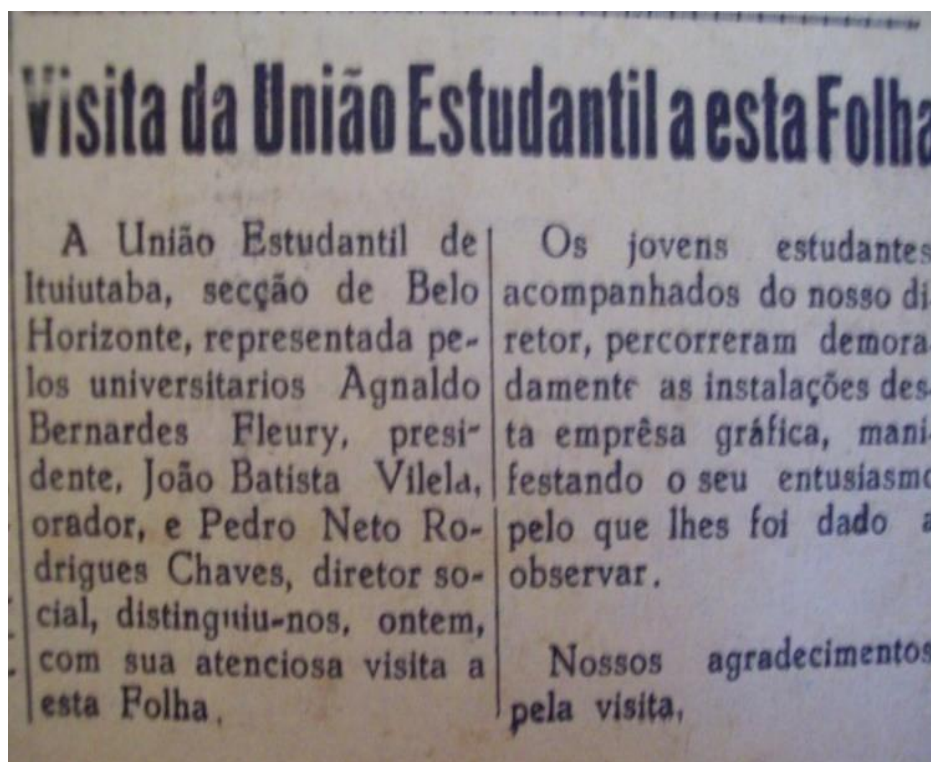 Visita da União Estudantil a esta Folha
A União Estudantil de
Ituiutaba, secção de Belo
Horizonte, representada pe-
los universitarios Agnaldo
Bernardes Fleury, presi-
dente, João Batista Vilela,
orador, e Pedro Neto Ro-
drigues Chaves, diretor so-
cial, distinguiu-nos, ontem,
com sua atenciosa visita a
esta Folha.
Os jovens estudantes
acompanhados do nosso di-
retor, percorreram demora-
damente as instalações des-
ta emprêsa gráfica, mani-
festando o seu entusiasmo
pelo que lhes foi dado a
observar.
Nossos agradecimentos
pela visita,